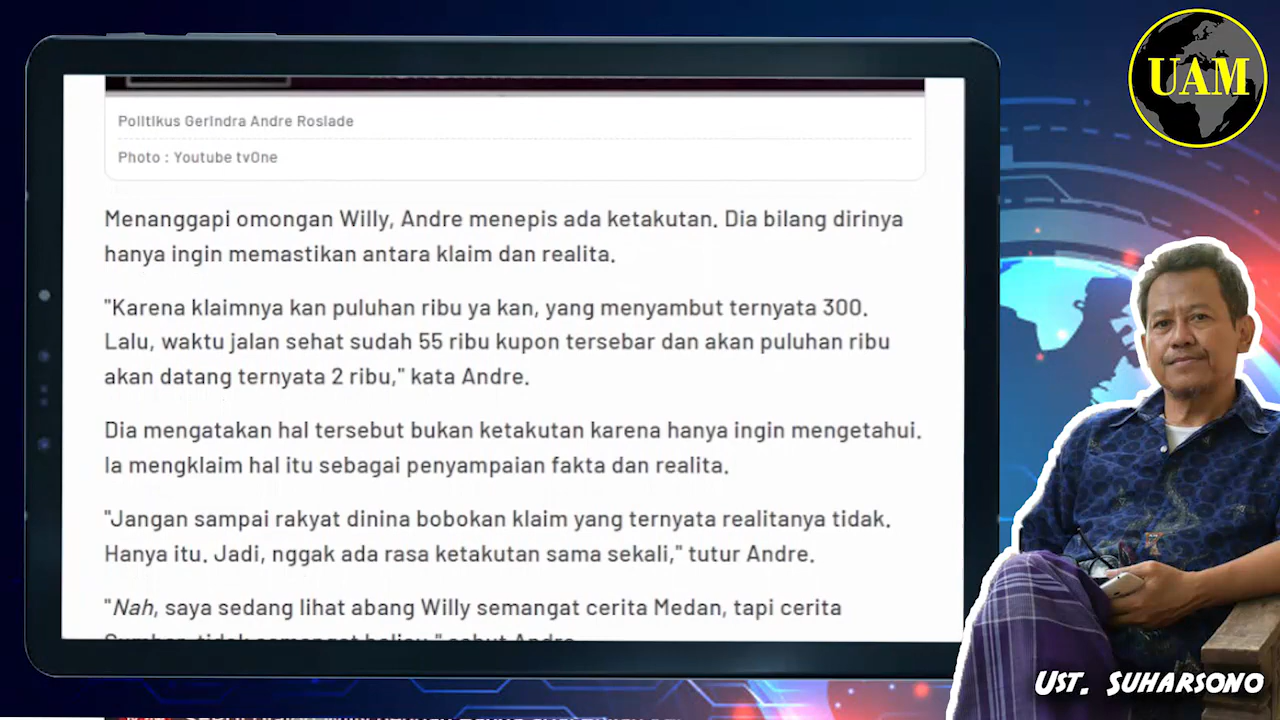 Politikus Gerindra Andre Rosiade
Photo : Youtube tvOne
Menanggapi omongan Willy, Andre menepis ada ketakutan. Dia bilang dirinya
hanya ingin memastikan antara klaim dan realita.
"Karena klaimnya kan puluhan ribu ya kan, yang menyambut ternyata 300.
Lalu, waktu jalan sehat sudah 55 ribu kupon tersebar dan akan puluhan ribu
akan datang ternyata 2 ribu," kata Andre.
Dia mengatakan hal tersebut bukan ketakutan karena hanya ingin mengetahui.
Ia mengklaim hal itu sebagai penyampaian fakta dan realita.
"Jangan sampai rakyat dinina bobokan klaim yang ternyata realitanya tidak.
Hanya itu. Jadi, nggak ada rasa ketakutan sama sekali," tutur Andre.
"Nah, saya sedang lihat abang Willy semangat cerita Medan, tapi cerita
UAM
Ust. Suharsono